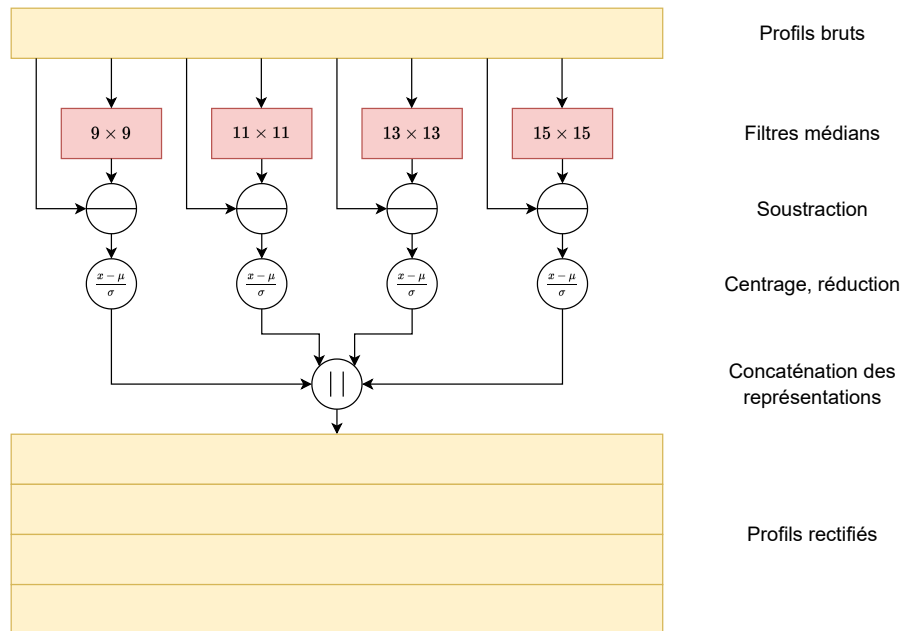 Profils bruts
9 × 9 11 × 11 13 × 13 15 × 15 Filtres médians
Soustraction
x − μ / σ x − μ / σ x − μ / σ x − μ / σ Centrage, réduction
| | Concaténation des
représentations
Profils rectifiés